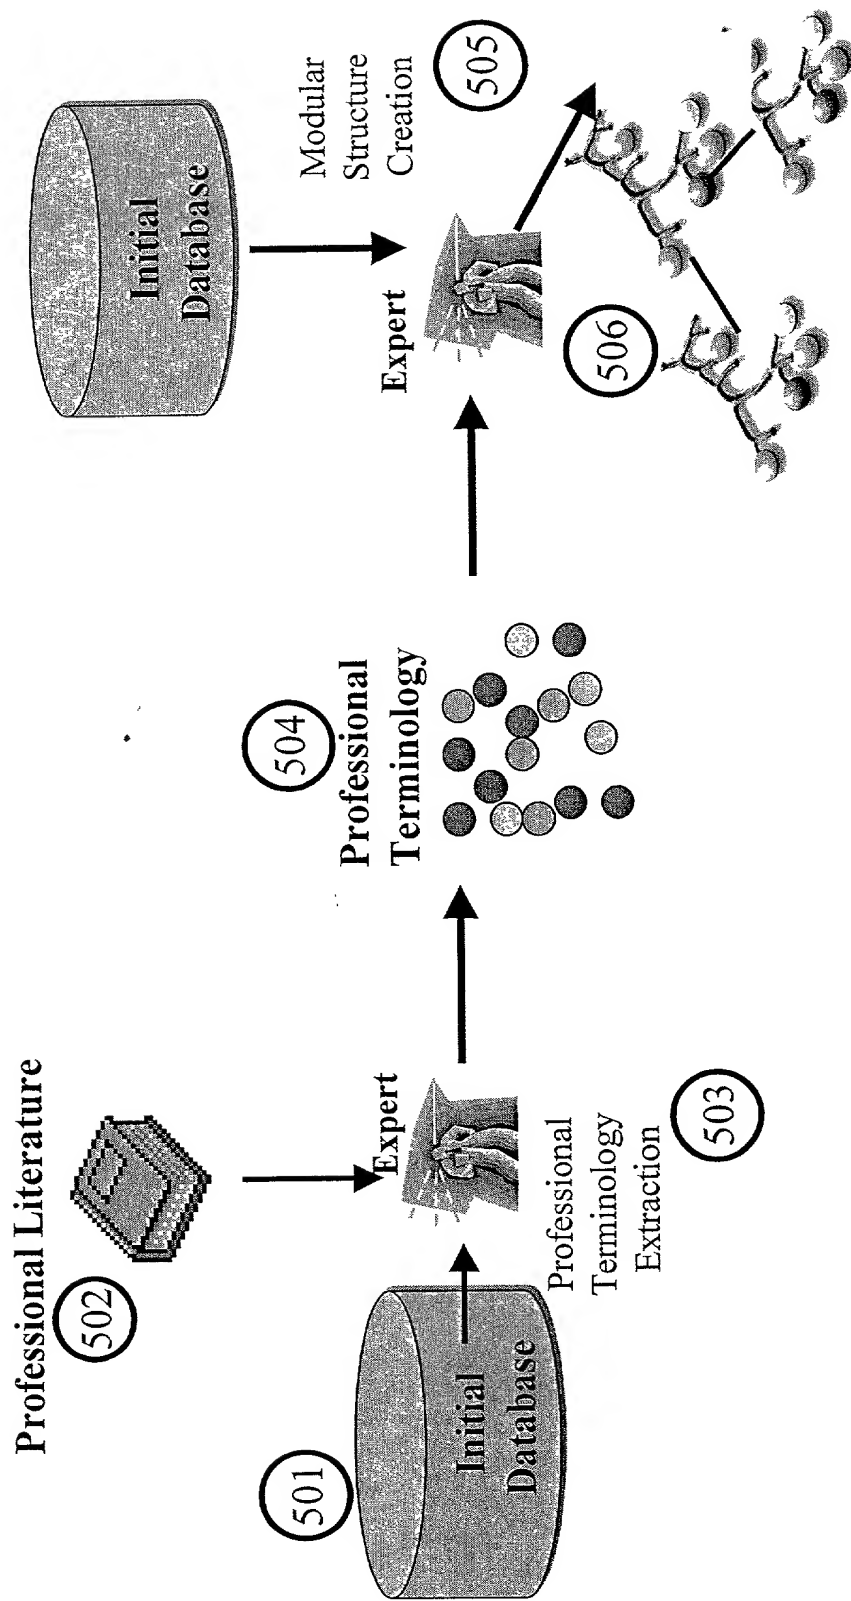 Professional Literature
502
501
Initial
Database
Expert
Professional
Terminology
Extraction
503
504
Professional
Terminology
Initial
Database
Modular
Structure
Creation
505
Expert
506